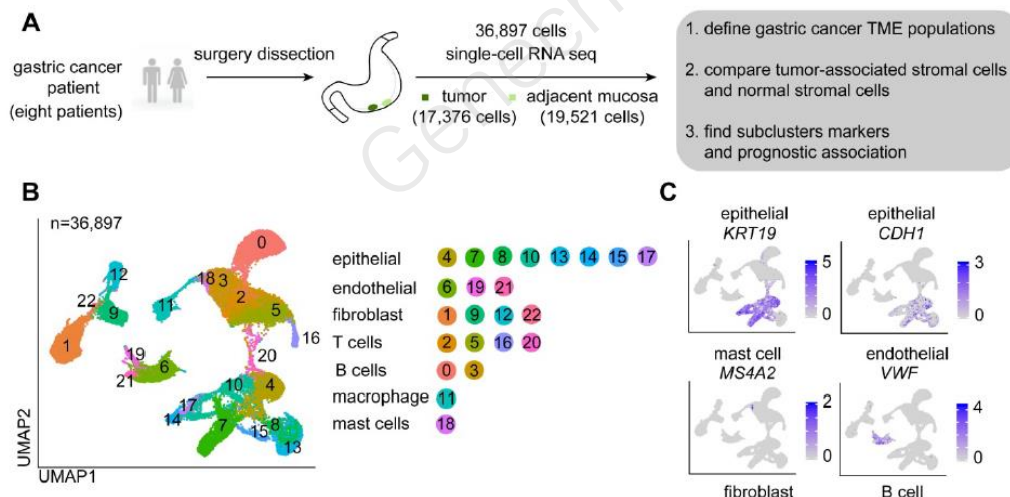 A
gastric cancer
patient
(eight patients)
surgery dissection
36,897 cells
single-cell RNA seq
tumor
(17,376 cells)
adjacent mucosa
(19,521 cells)
1. define gastric cancer TME populations
2. compare tumor-associated stromal cells
and normal stromal cells
3. find subclusters markers
and prognostic association
B
n=36,897
UMAP2
UMAP1
0
12
18
3
2
11
22
9
5
1
16
19
6
21
20
10
4
17
14
7
15
8
13
epithelial 4 7 8 10 13 14 15 17
endothelial 6 19 21
fibroblast 1 9 12 22
T cells 2 5 16 20
B cells 0 3
macrophage 11
mast cells 18
C
epithelial
KRT19
5
0
epithelial
CDH1
3
0
mast cell
MS4A2
2
0
endothelial
VWF
4
0
fibroblast
B cell